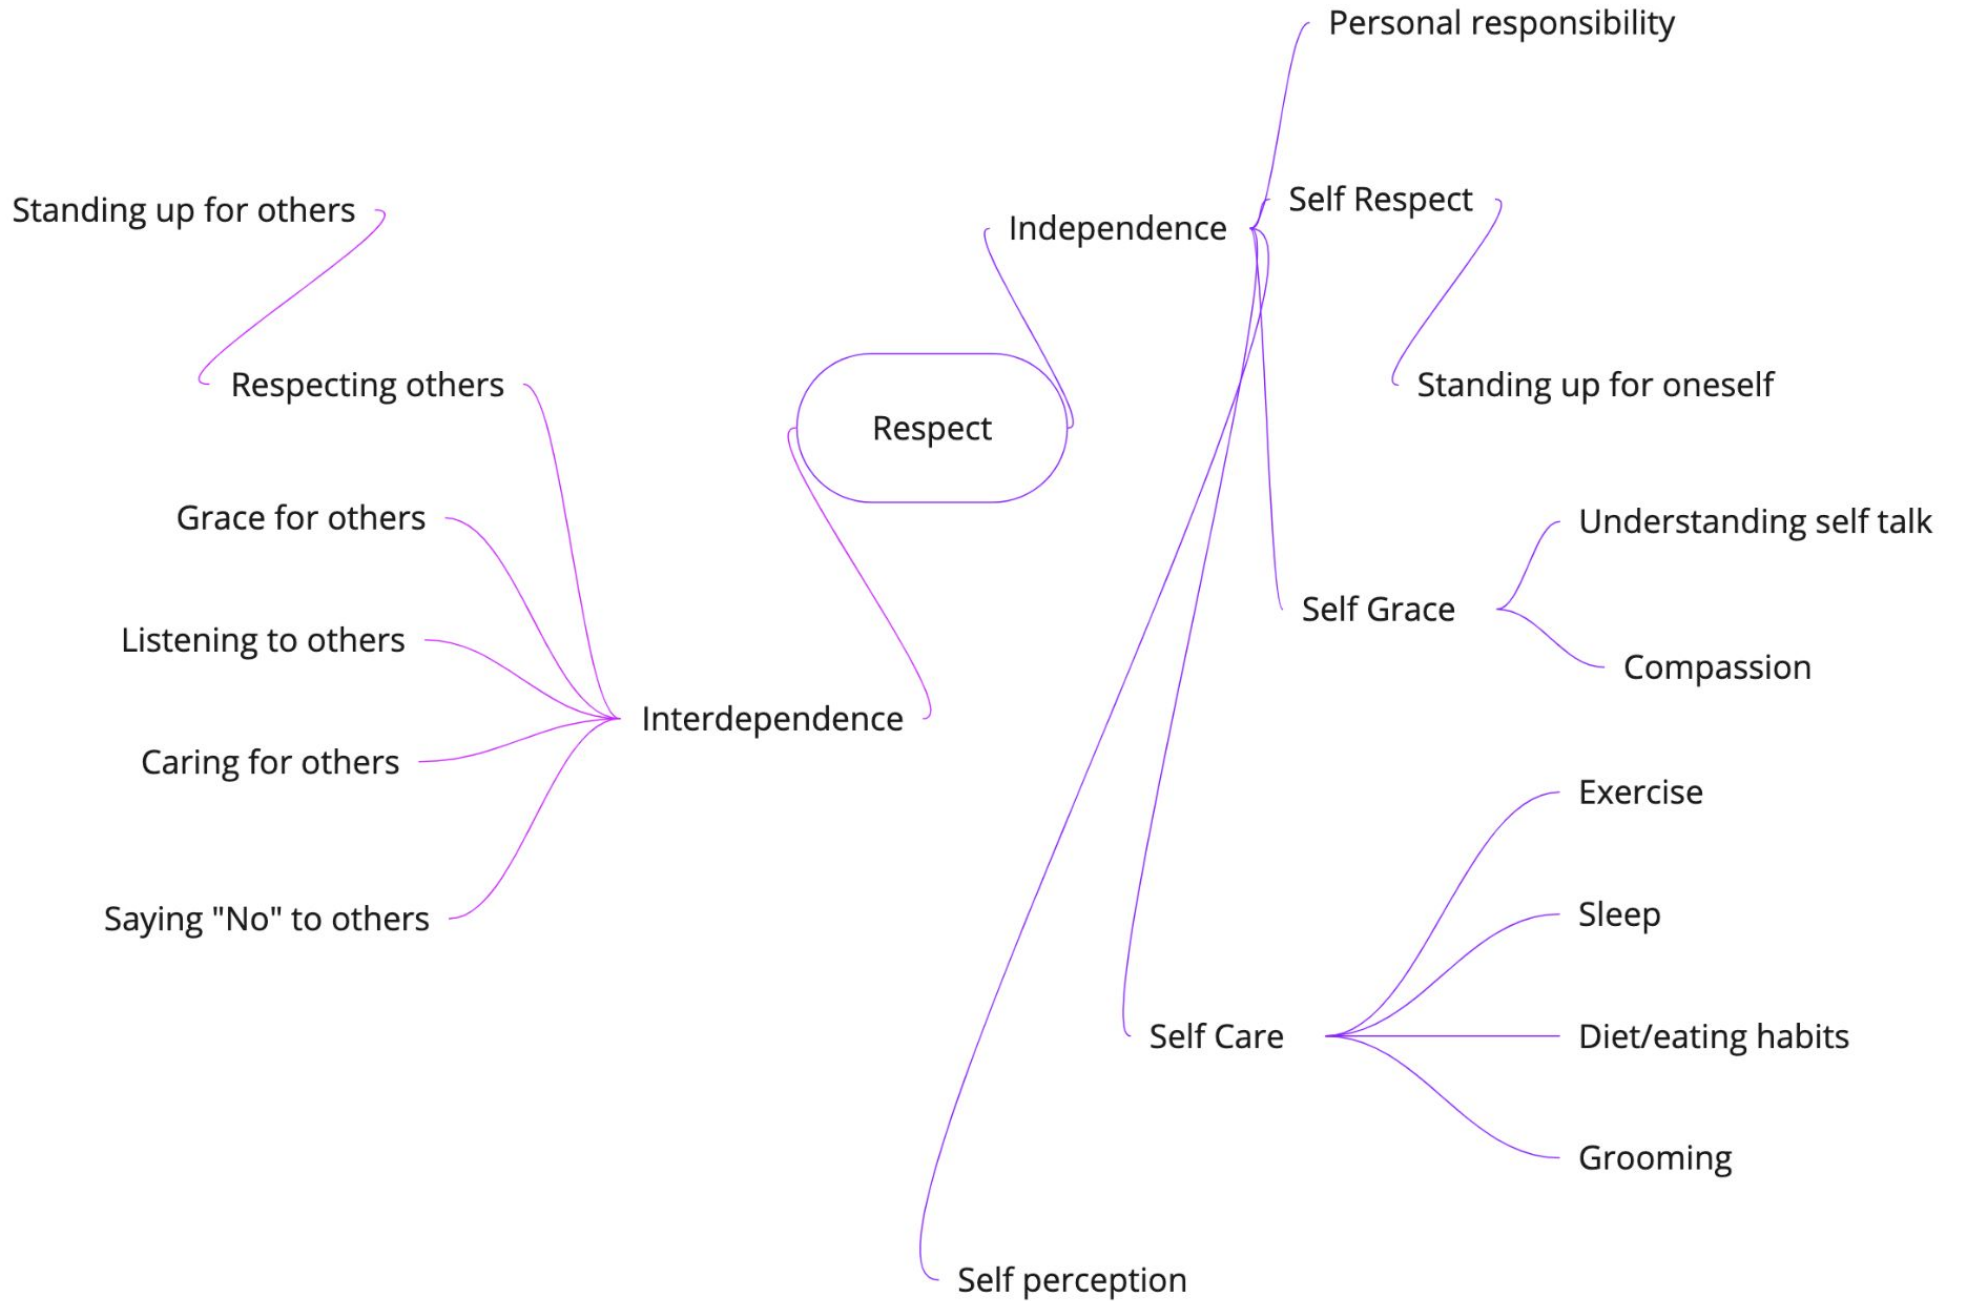 Personal responsibility
Self Respect
Standing up for others
Independence
Respecting others
Standing up for oneself
Respect
Grace for others
Understanding self talk
Self Grace
Listening to others
Compassion
Interdependence
Caring for others
Exercise
Sleep
Saying "No" to others
Self Care
Diet/eating habits
Grooming
Self perception